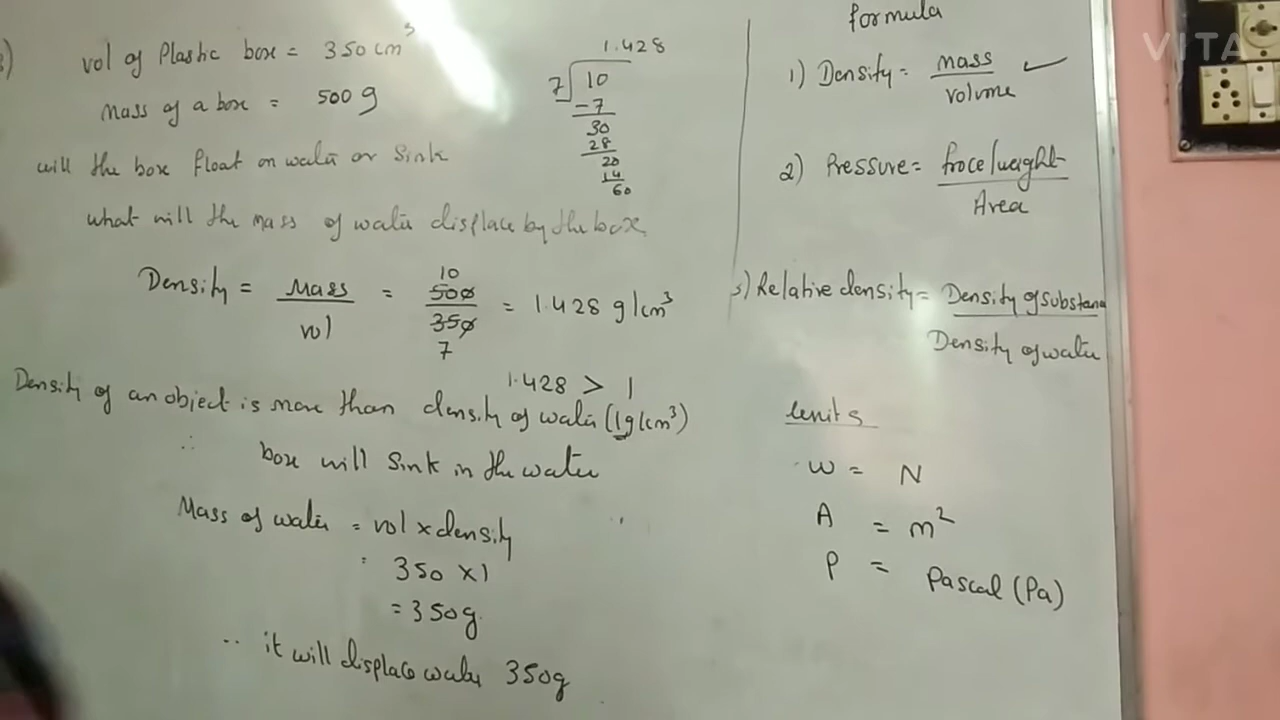 3)
vol of Plastic box = 350 cm³
Mass of a box = 500 g
will the box float on water or sink
what will the mass of water displace by the box.
1.428
7 10
-7
30
28
20
14
60
Density = Mass / vol = 500 / 350 = 1.428 g/cm³
10
7
1.428 > 1
Density of an object is more than density of water (1g/cm³)
∴ box will sink in the water
Mass of water = vol x density
= 350 x 1
= 350g
∴ it will displace water 350g
formula
1) Density = mass / volume ✓
2) Pressure = froce/weight / Area
3) Relative density = Density of substan / Density of water
units
W = N
A = m²
P = Pascal (Pa)
VITA